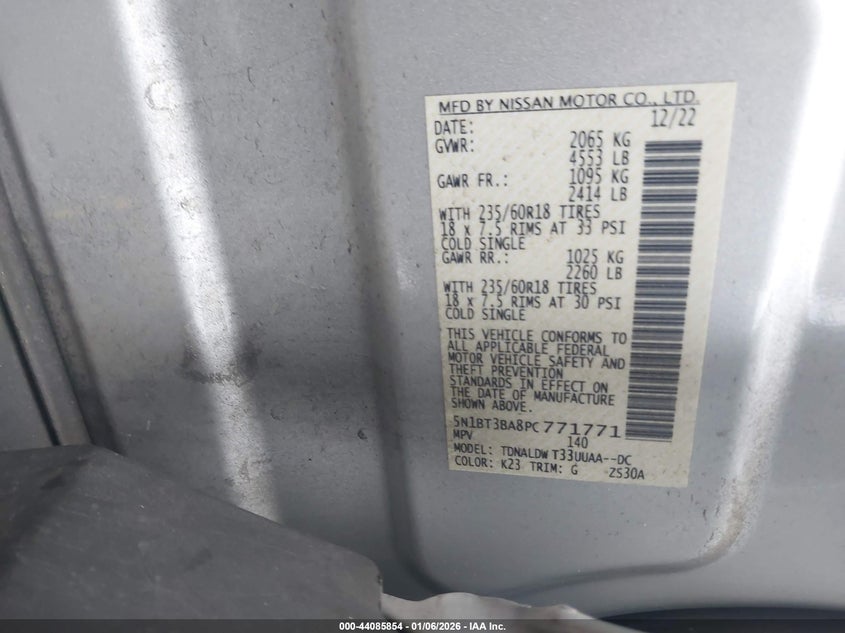 MFD BY NISSAN MOTOR CO., LTD.
DATE: 12/22
GVWR: 2065 KG
4553 LB
GAWR FR.: 1095 KG
2414 LB
WITH 235/60R18 TIRES
18 x 7.5 RIMS AT 33 PSI
COLD SINGLE
GAWR RR.: 1025 KG
2260 LB
WITH 235/60R18 TIRES
18 x 7.5 RIMS AT 30 PSI
COLD SINGLE
THIS VEHICLE CONFORMS TO
ALL APPLICABLE FEDERAL
MOTOR VEHICLE SAFETY AND
THEFT PREVENTION
STANDARDS IN EFFECT ON
THE DATE OF MANUFACTURE
SHOWN ABOVE.
5N1BT3BA8PC771771
MPV 140
MODEL: TDNALDW T33UUAA--DC
COLOR: K23 TRIM: G ZS30A
000-44085854 | 01/06/2026 - IAA Inc.